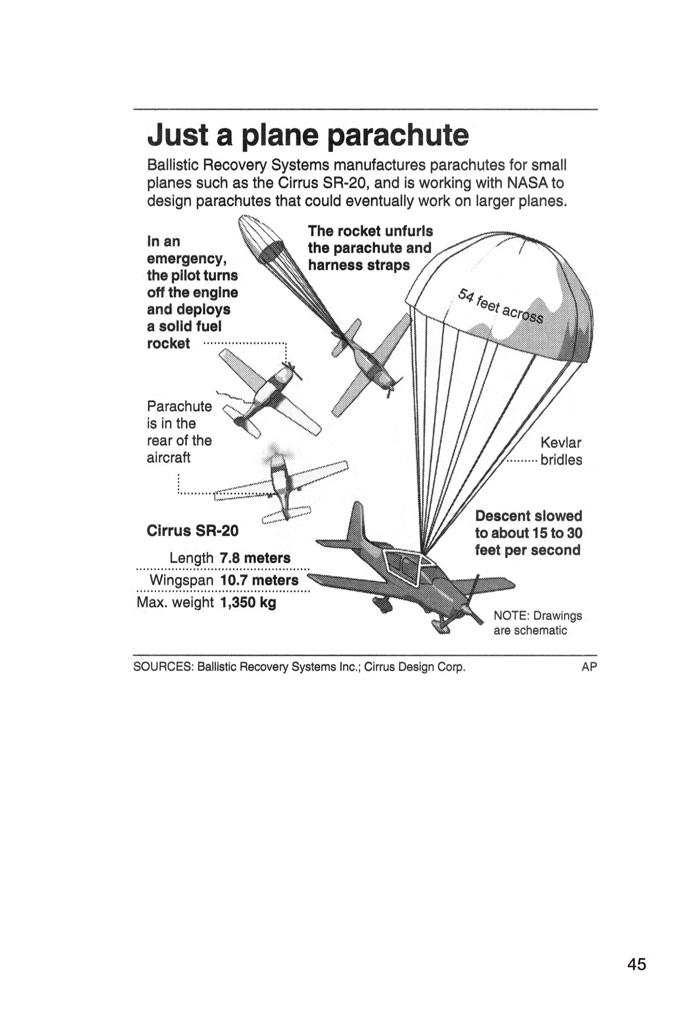 Just a plane parachute
Ballistic Recovery Systems manufactures parachutes for small
planes such as the Cirrus SR-20, and is working with NASA to
design parachutes that could eventually work on larger planes.
In an
emergency,
the pilot turns
off the engine
and deploys
a solid fuel
rocket
The rocket unfurls
the parachute and
harness straps
54 feet across
Parachute
is in the
rear of the
aircraft
Kevlar
bridles
Descent slowed
to about 15 to 30
feet per second
Cirrus SR-20
Length 7.8 meters
Wingspan 10.7 meters
Max. weight 1,350 kg
NOTE: Drawings
are schematic
SOURCES: Ballistic Recovery Systems Inc.; Cirrus Design Corp.
AP
45